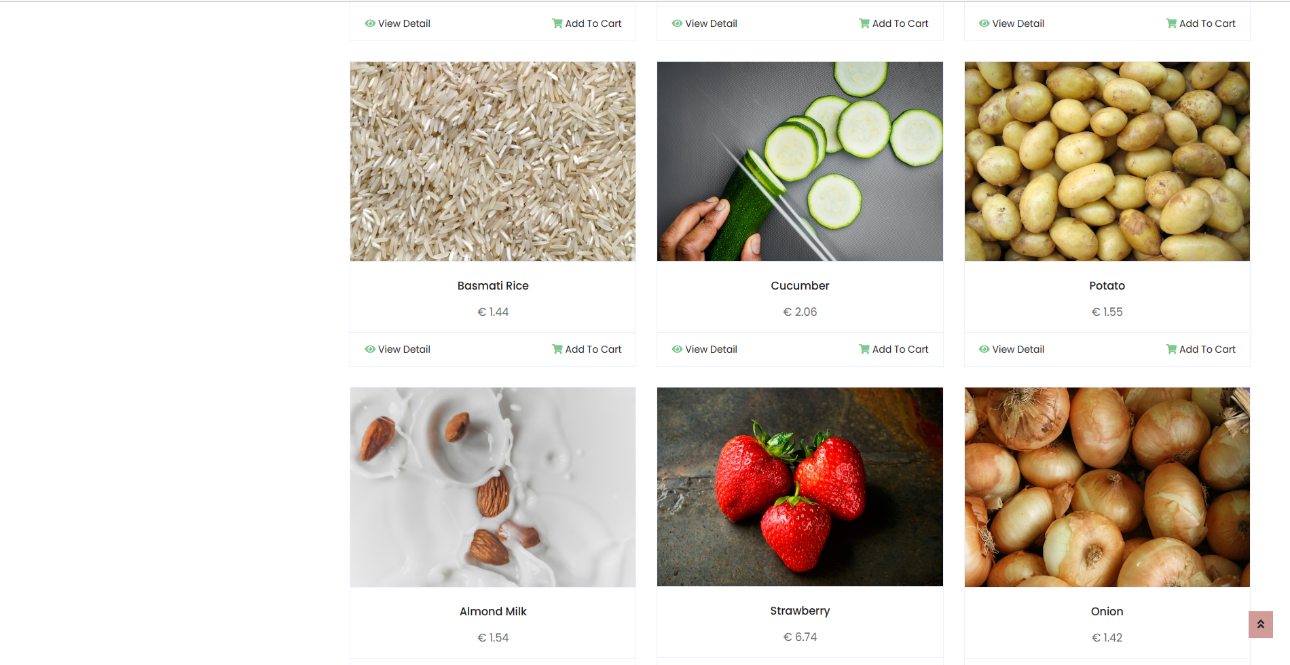 View Detail Add To Cart View Detail Add To Cart View Detail Add To Cart
Basmati Rice Cucumber Potato
€ 1.44 € 2.06 € 1.55
View Detail Add To Cart View Detail Add To Cart View Detail Add To Cart
Almond Milk Strawberry Onion
€ 1.54 € 6.74 € 1.42